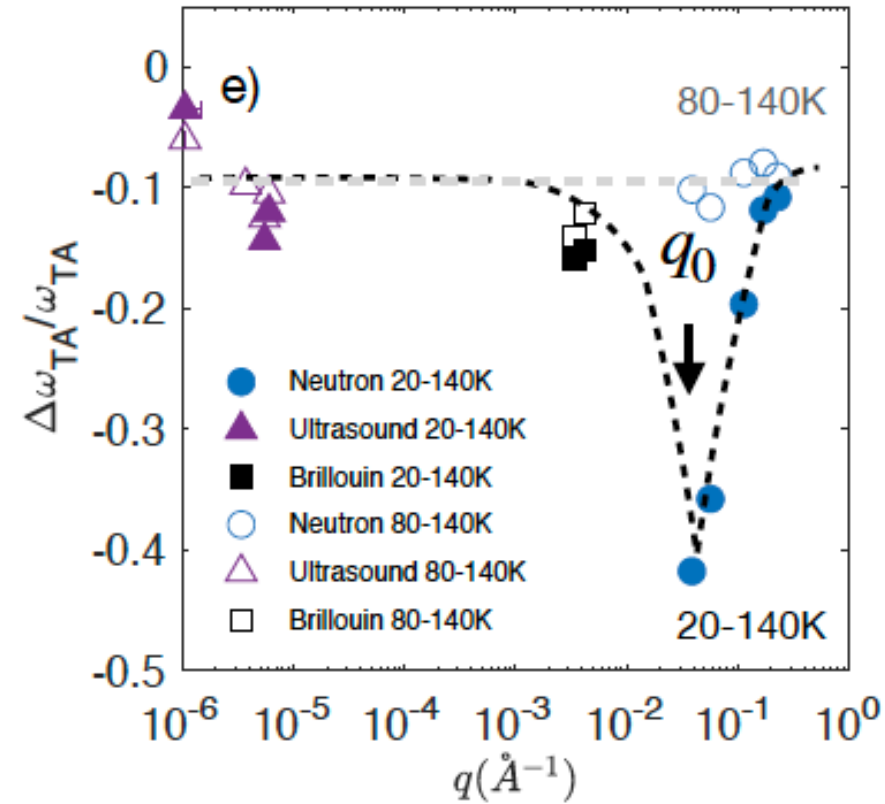 0
-0.1
-0.2
-0.3
-0.4
-0.5
Δω_TA/ω_TA
e)
80-140K
q₀
Neutron 20-140K
Ultrasound 20-140K
Brillouin 20-140K
Neutron 80-140K
Ultrasound 80-140K
Brillouin 80-140K
20-140K
10⁻⁶ 10⁻⁵ 10⁻⁴ 10⁻³ 10⁻² 10⁻¹ 10⁰
q(Å⁻¹)